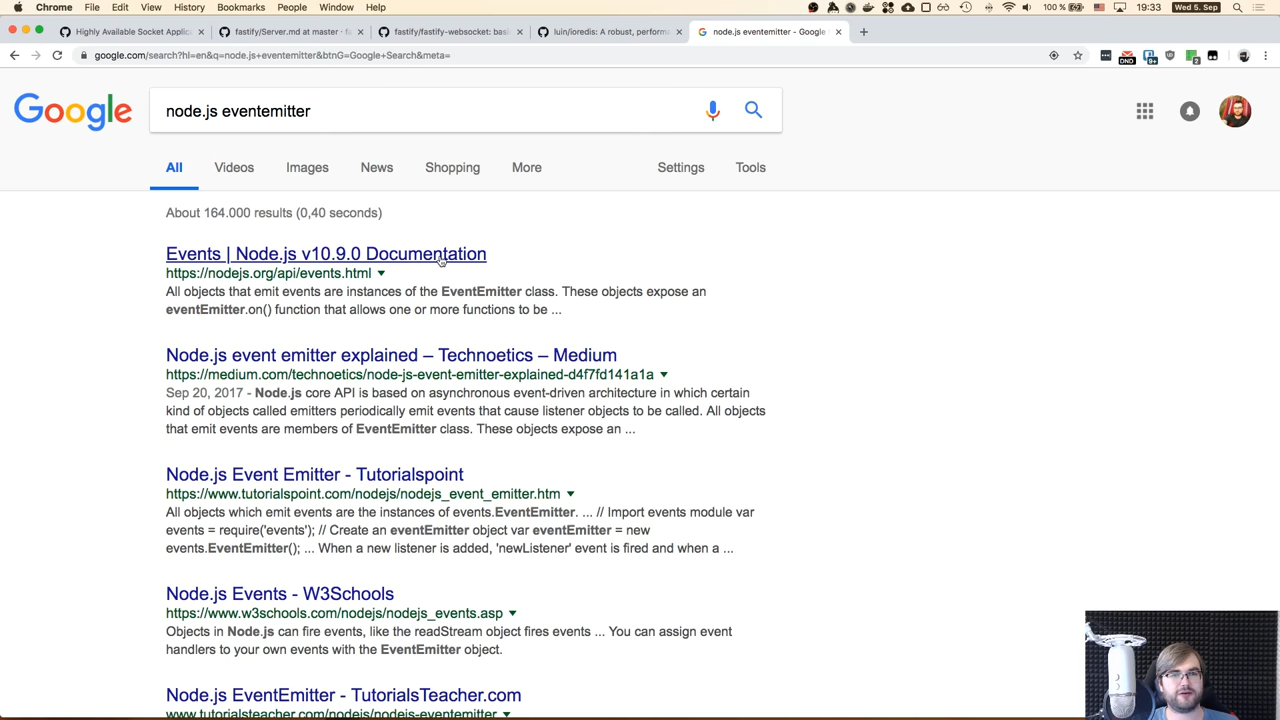 Chrome File Edit View History Bookmarks People Window Help 100 % Wed 5. Sep 19:33
Highly Available Socket Applic
fastify/Server.md at master · fa
fastify/fastify-websocket: basi
luin/ioredis: A robust, performa
node.js eventemitter - Google
google.com/search?hl=en&q=node.js+eventemitter&btnG=Google+Search&meta=
DND 9+ 2
Google
node.js eventemitter
All Videos Images News Shopping More Settings Tools
About 164.000 results (0,40 seconds)
Events | Node.js v10.9.0 Documentation
https://nodejs.org/api/events.html
All objects that emit events are instances of the EventEmitter class. These objects expose an
eventEmitter.on() function that allows one or more functions to be ...
Node.js event emitter explained – Technoetics – Medium
https://medium.com/technoetics/node-js-event-emitter-explained-d4f7fd141a1a
Sep 20, 2017 - Node.js core API is based on asynchronous event-driven architecture in which certain
kind of objects called emitters periodically emit events that cause listener objects to be called. All objects
that emit events are members of EventEmitter class. These objects expose an ...
Node.js Event Emitter - Tutorialspoint
https://www.tutorialspoint.com/nodejs/nodejs_event_emitter.htm
All objects which emit events are the instances of events.EventEmitter. ... // Import events module var
events = require('events'); // Create an eventEmitter object var eventEmitter = new
events.EventEmitter(); ... When a new listener is added, 'newListener' event is fired and when a ...
Node.js Events - W3Schools
https://www.w3schools.com/nodejs/nodejs_events.asp
Objects in Node.js can fire events, like the readStream object fires events ... You can assign event
handlers to your own events with the EventEmitter object.
Node.js EventEmitter - TutorialsTeacher.com
www.tutorialsteacher.com/nodejs/nodejs-eventemitter